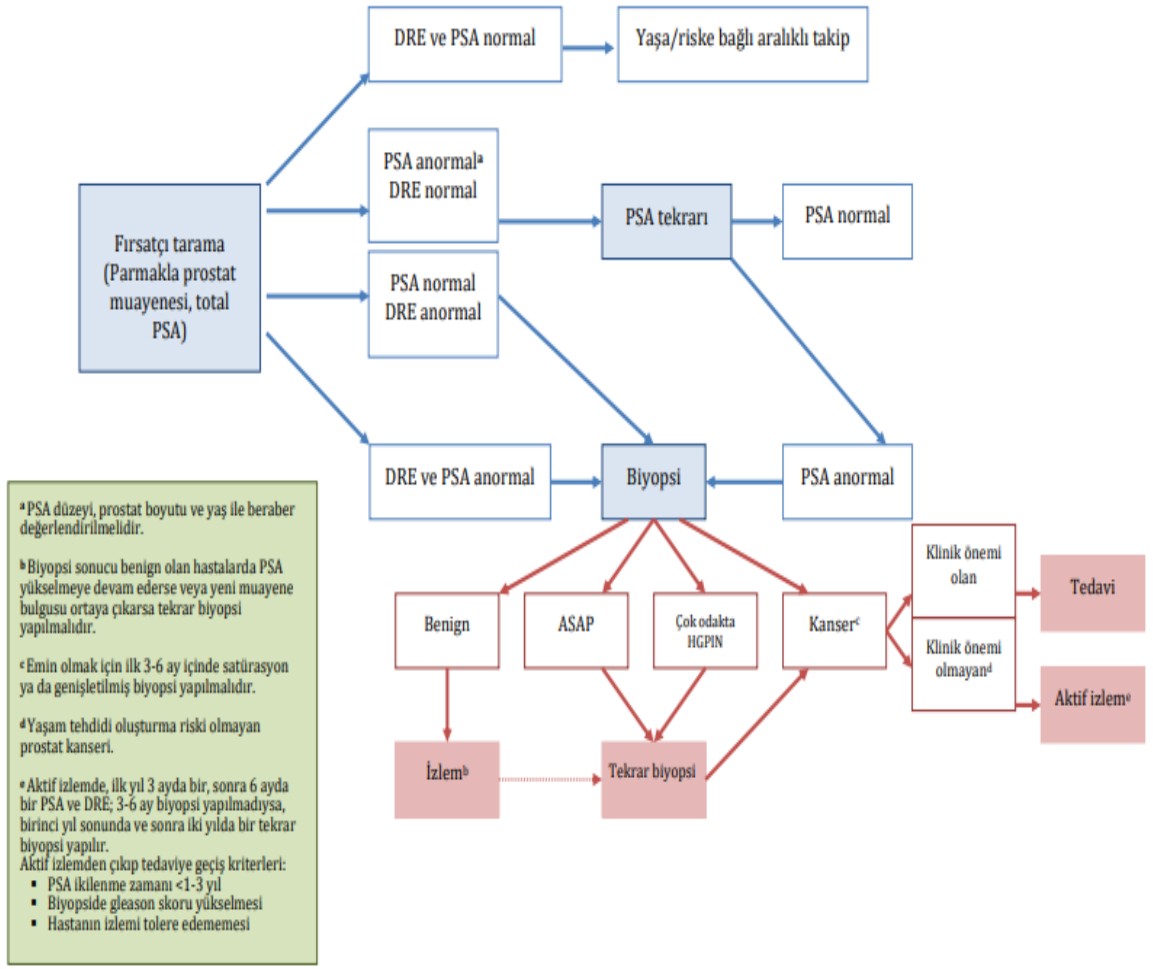 DRE ve PSA normal
Yaşa/riske bağlı aralıklı takip
PSA anormalª
DRE normal
PSA tekrarı
PSA normal
Fırsatçı tarama
(Parmakla prostat
muayenesi, total
PSA)
PSA normal
DRE anormal
DRE ve PSA anormal
Biyopsi
PSA anormal
Klinik önemi
olan
Tedavi
Benign
ASAP
Çok odakta
HGPIN
Kanserᶜ
Klinik önemi
olmayanᵈ
Aktif izlemᵉ
İzlemᵇ
Tekrar biyopsi
ª PSA düzeyi, prostat boyutu ve yaş ile beraber
değerlendirilmelidir.
ᵇ Biyopsi sonucu benign olan hastalarda PSA
yükselmeye devam ederse veya yeni muayene
bulgusu ortaya çıkarsa tekrar biyopsi
yapılmalıdır.
ᶜ Emin olmak için ilk 3-6 ay içinde satürasyon
ya da genişletilmiş biyopsi yapılmalıdır.
ᵈ Yaşam tehdidi oluşturma riski olmayan
prostat kanseri.
ᵉ Aktif izlemde, ilk yıl 3 ayda bir, sonra 6 ayda
bir PSA ve DRE; 3-6 ay biyopsi yapılmadıysa,
birinci yıl sonunda ve sonra iki yılda bir tekrar
biyopsi yapılır.
Aktif izlemden çıkıp tedaviye geçiş kriterleri:
▪ PSA ikilenme zamanı <1-3 yıl
▪ Biyopside gleason skoru yükselmesi
▪ Hastanın izlemi tolere edememesi